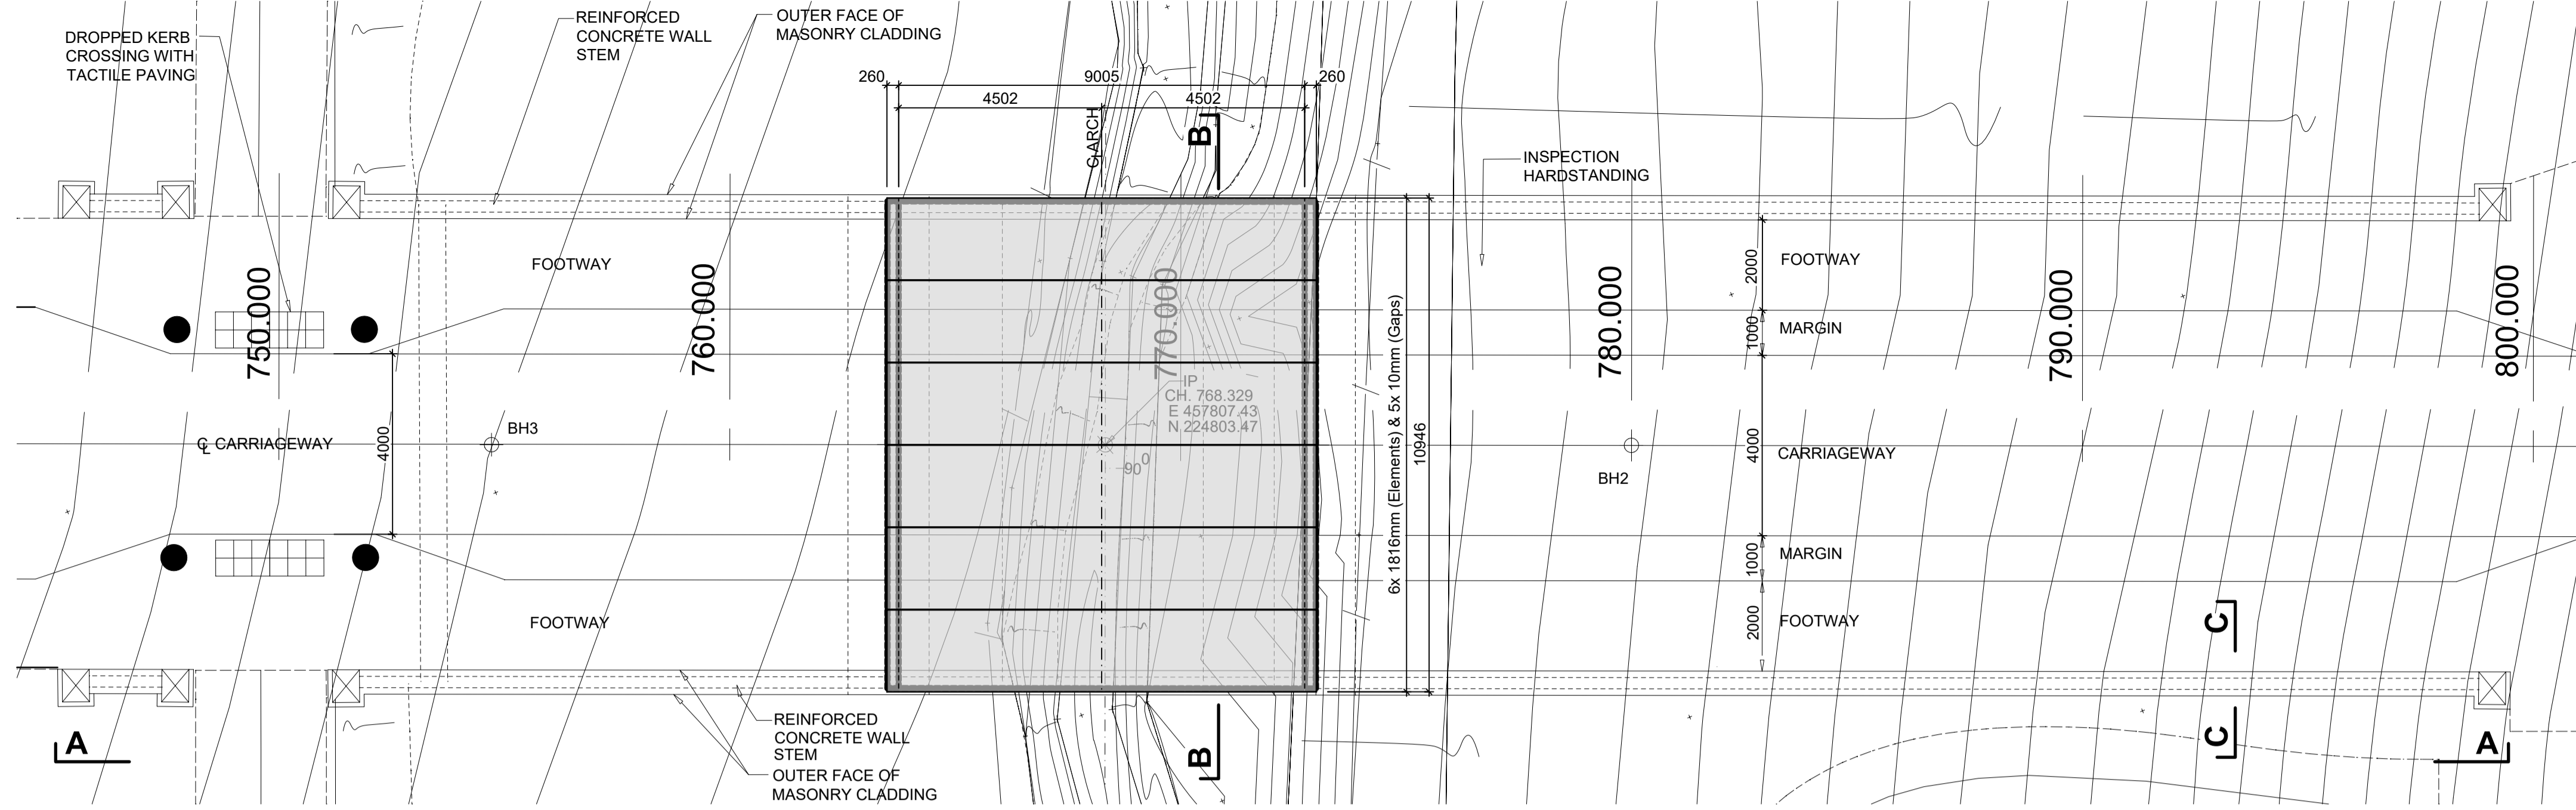 DROPPED KERB
CROSSING WITH
TACTILE PAVING
REINFORCED
CONCRETE WALL
STEM
OUTER FACE OF
MASONRY CLADDING
260
9005
260
4502
4502
CL ARCH
B
INSPECTION
HARDSTANDING
FOOTWAY
750.000
760.000
770.000
780.000
790.000
800.000
2000
FOOTWAY
1000
MARGIN
IP
CH. 768.329
E 457807.43
N 224803.47
90°
CL CARRIAGEWAY
4000
BH3
6x 1816mm (Elements) & 5x 10mm (Gaps)
10946
BH2
4000
CARRIAGEWAY
1000
MARGIN
2000
FOOTWAY
FOOTWAY
C
REINFORCED
CONCRETE WALL
STEM
OUTER FACE OF
MASONRY CLADDING
A
B
C
A